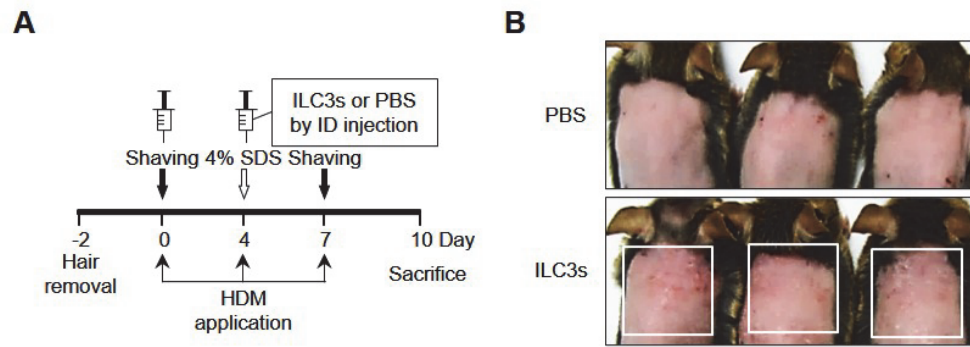 A
ILC3s or PBS
by ID injection
Shaving 4% SDS Shaving
-2 0 4 7 10 Day
Hair
removal
HDM
application
Sacrifice
B
PBS
ILC3s